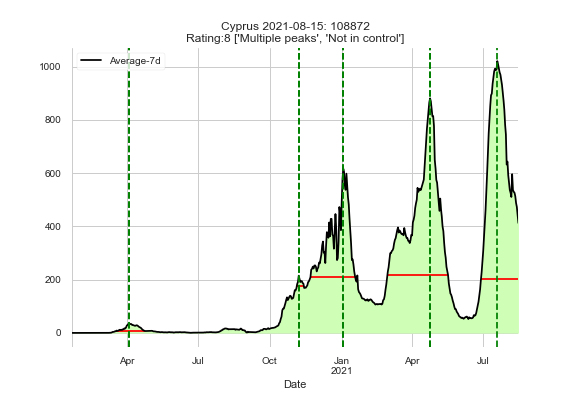 Cyprus 2021-08-15: 108872
Rating:8 ['Multiple peaks', 'Not in control']
Average-7d
1000
800
600
400
200
0
Apr Jul Oct Jan Apr Jul
2021
Date